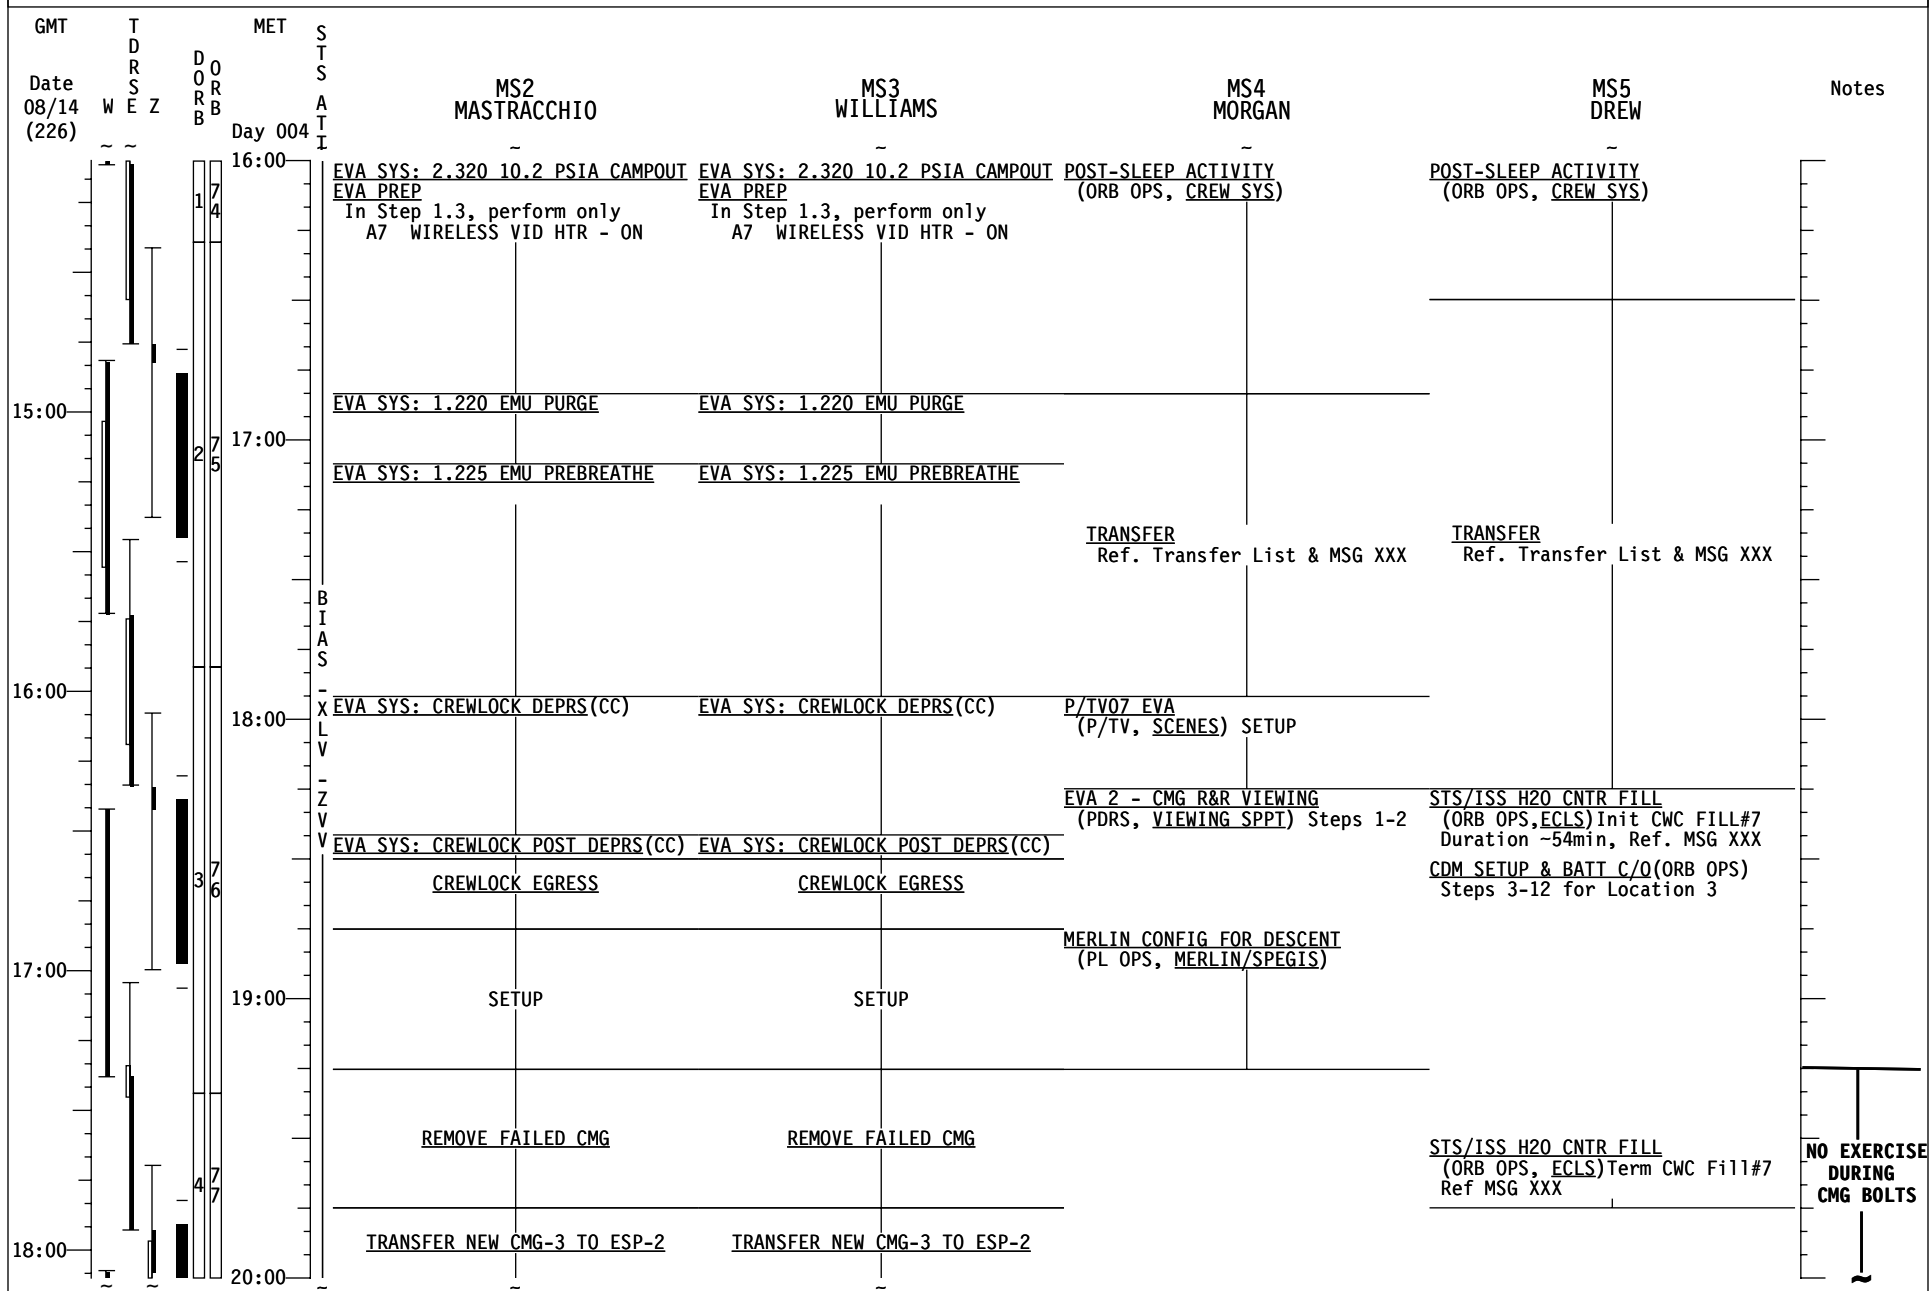 GMT
Date
08/14
(226)
TDRS
W E Z
DORB
ORB
MET
Day 004
STS ATT
MS2
MASTRACCHIO
MS3
WILLIAMS
MS4
MORGAN
MS5
DREW
Notes
~ ~ ~ ~ ~ ~
15:00
16:00
17:00
18:00
1
74
2
75
3
76
4
77
16:00
17:00
18:00
19:00
20:00
BIAS -XLV -ZVV
EVA SYS: 2.320 10.2 PSIA CAMPOUT
EVA PREP
In Step 1.3, perform only
A7 WIRELESS VID HTR - ON
EVA SYS: 1.220 EMU PURGE
EVA SYS: 1.225 EMU PREBREATHE
EVA SYS: CREWLOCK DEPRS(CC)
EVA SYS: CREWLOCK POST DEPRS(CC)
CREWLOCK EGRESS
SETUP
REMOVE FAILED CMG
TRANSFER NEW CMG-3 TO ESP-2
EVA SYS: 2.320 10.2 PSIA CAMPOUT
EVA PREP
In Step 1.3, perform only
A7 WIRELESS VID HTR - ON
EVA SYS: 1.220 EMU PURGE
EVA SYS: 1.225 EMU PREBREATHE
EVA SYS: CREWLOCK DEPRS(CC)
EVA SYS: CREWLOCK POST DEPRS(CC)
CREWLOCK EGRESS
SETUP
REMOVE FAILED CMG
TRANSFER NEW CMG-3 TO ESP-2
POST-SLEEP ACTIVITY
(ORB OPS, CREW SYS)
TRANSFER
Ref. Transfer List & MSG XXX
P/TV07 EVA
(P/TV, SCENES) SETUP
EVA 2 - CMG R&R VIEWING
(PDRS, VIEWING SPPT) Steps 1-2
MERLIN CONFIG FOR DESCENT
(PL OPS, MERLIN/SPEGIS)
POST-SLEEP ACTIVITY
(ORB OPS, CREW SYS)
TRANSFER
Ref. Transfer List & MSG XXX
STS/ISS H2O CNTR FILL
(ORB OPS,ECLS)Init CWC FILL#7
Duration ~54min, Ref. MSG XXX
CDM SETUP & BATT C/O(ORB OPS)
Steps 3-12 for Location 3
STS/ISS H2O CNTR FILL
(ORB OPS, ECLS)Term CWC Fill#7
Ref MSG XXX
NO EXERCISE
DURING
CMG BOLTS
~ ~ ~ ~ ~ ~